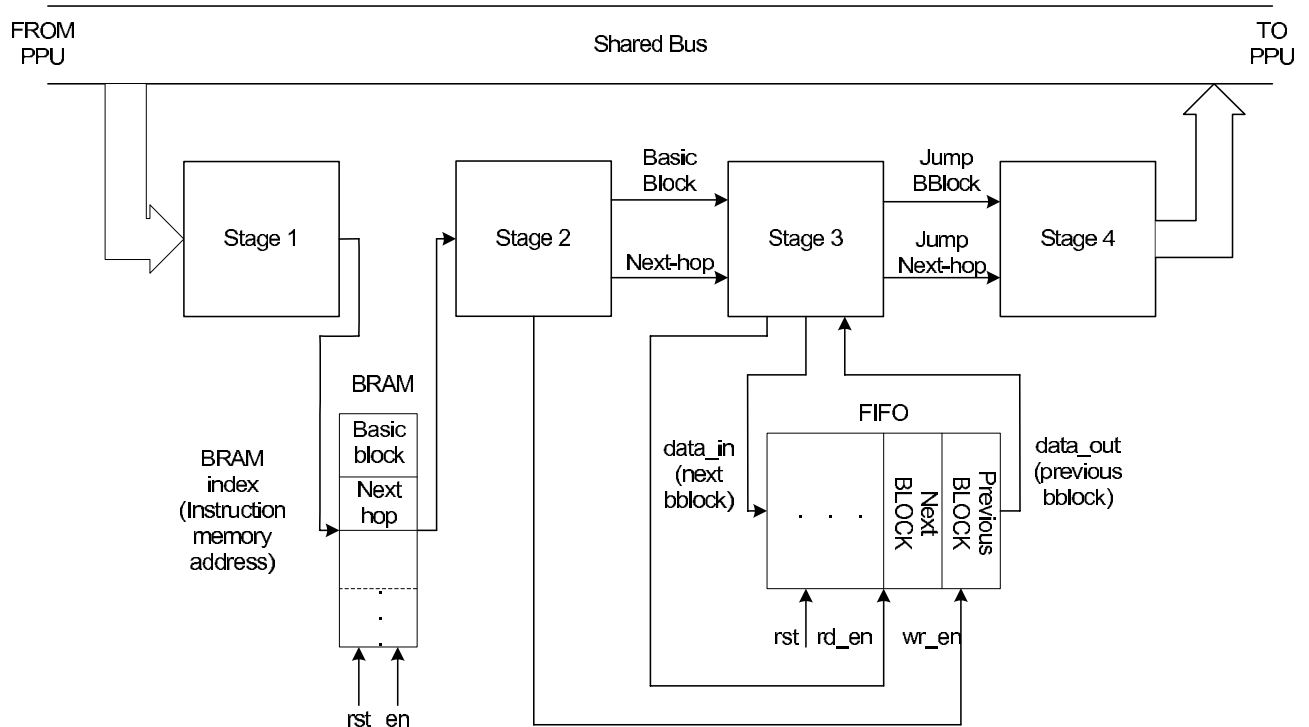 FROM
PPU
Shared Bus
TO
PPU
Stage 1
Stage 2
Basic
Block
Next-hop
Stage 3
Jump
BBlock
Jump
Next-hop
Stage 4
BRAM
Basic
block
Next
hop
BRAM
index
(Instruction
memory
address)
rst en
FIFO
data_in
(next
bblock)
. . .
Next
BLOCK
Previous
BLOCK
data_out
(previous
bblock)
rst rd_en wr_en